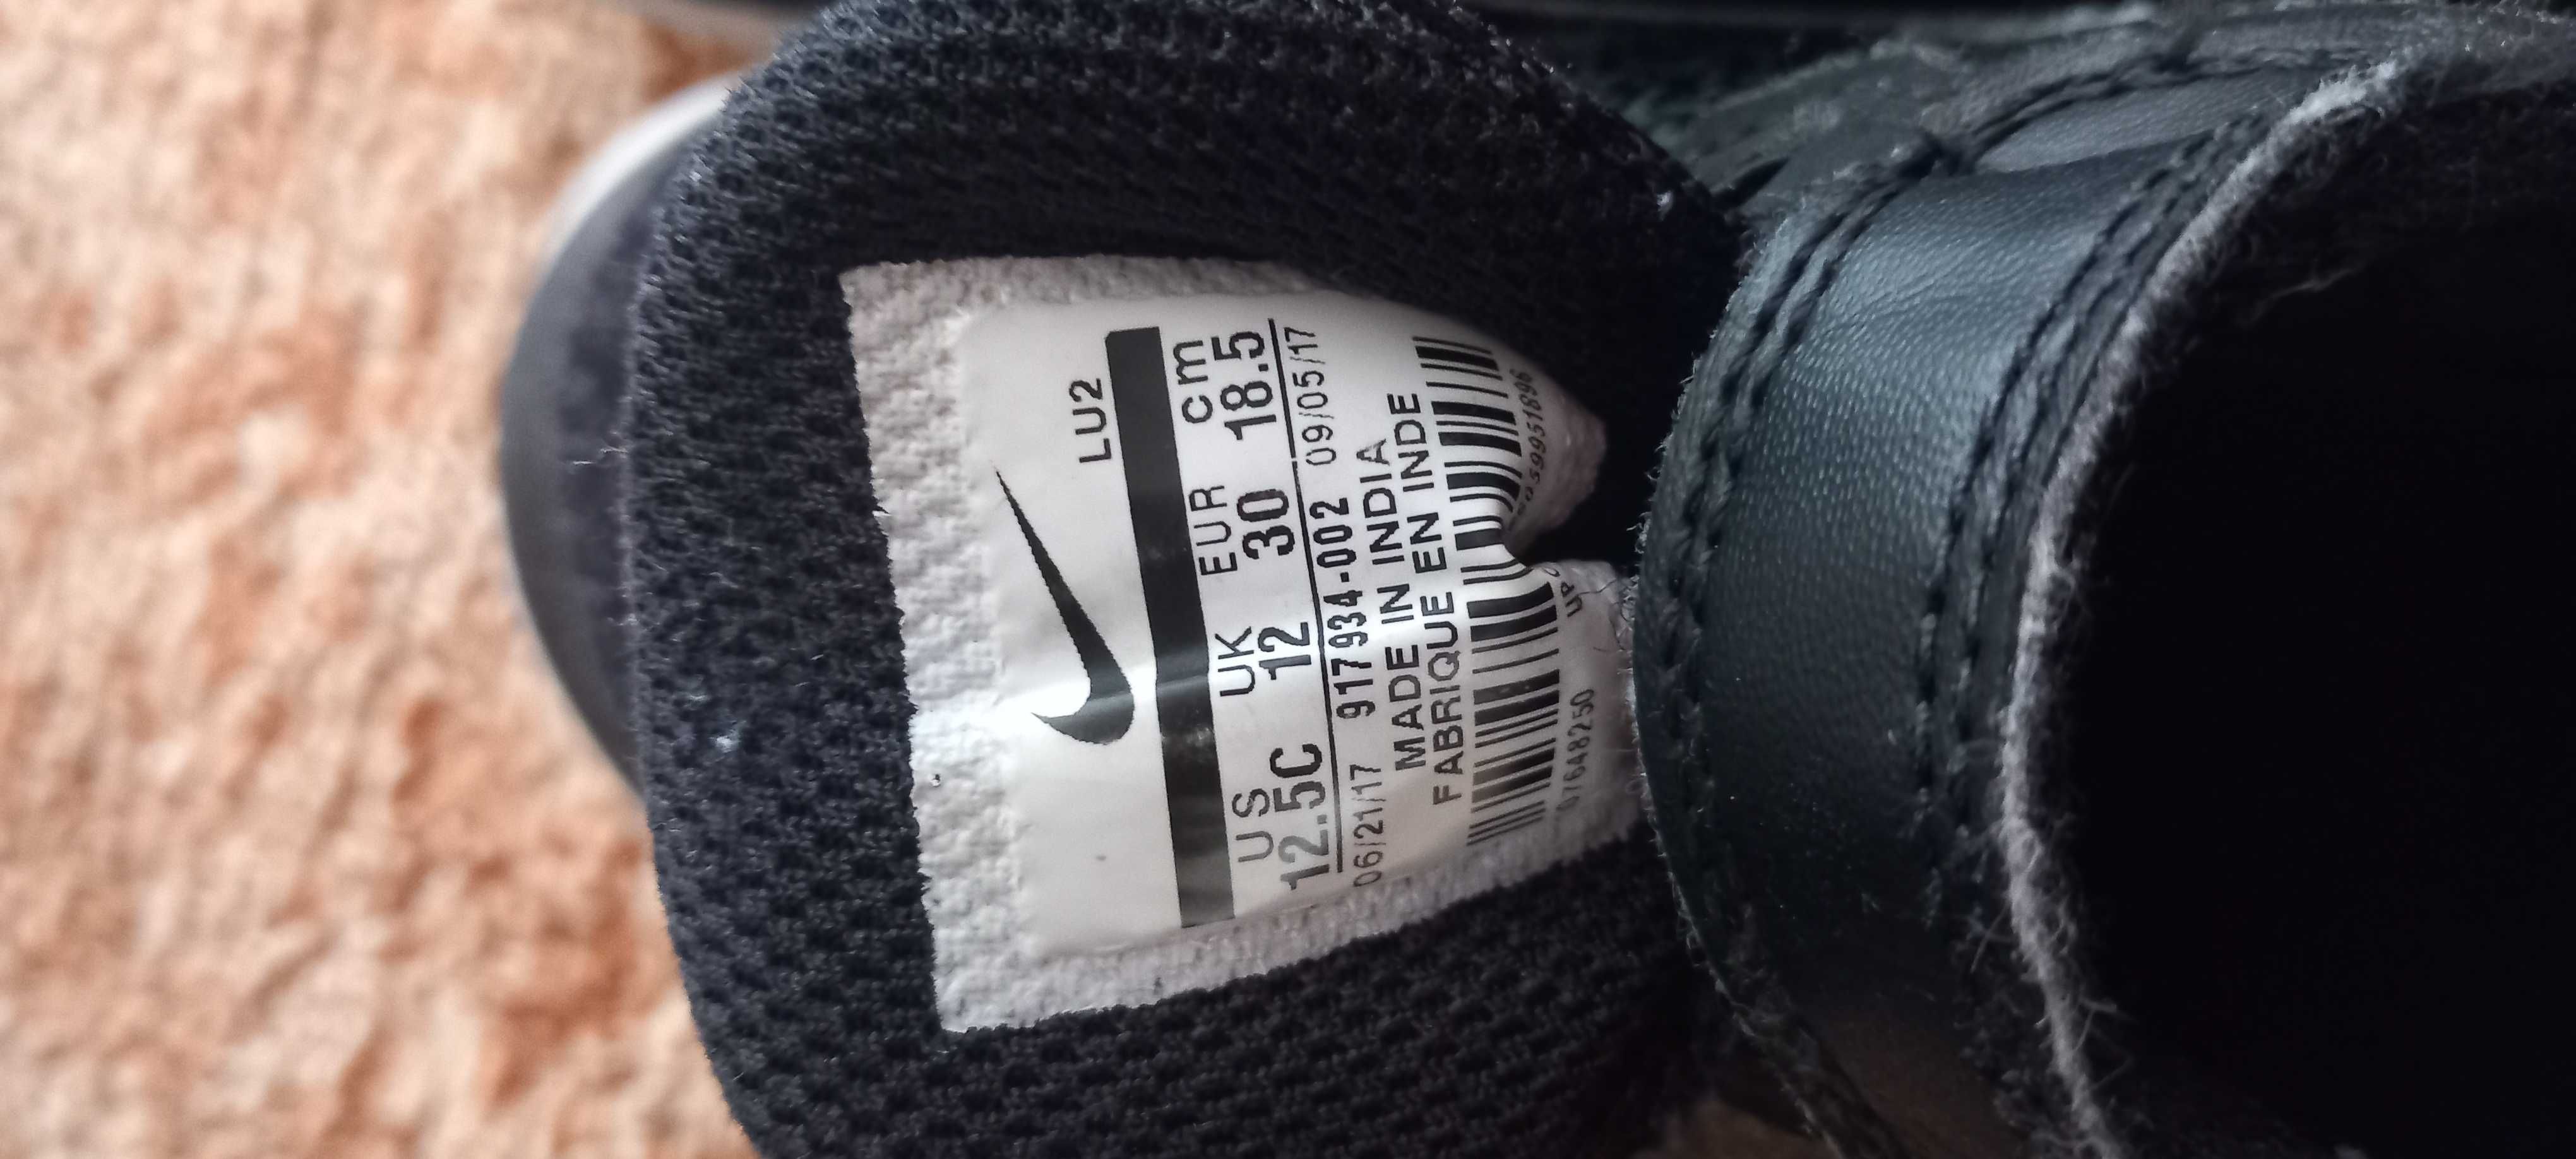 LU2
US UK EUR cm
12.5C 12 30 18.5
06/21/17 917934-002 09/05/17
MADE IN INDIA
FABRIQUE EN INDE